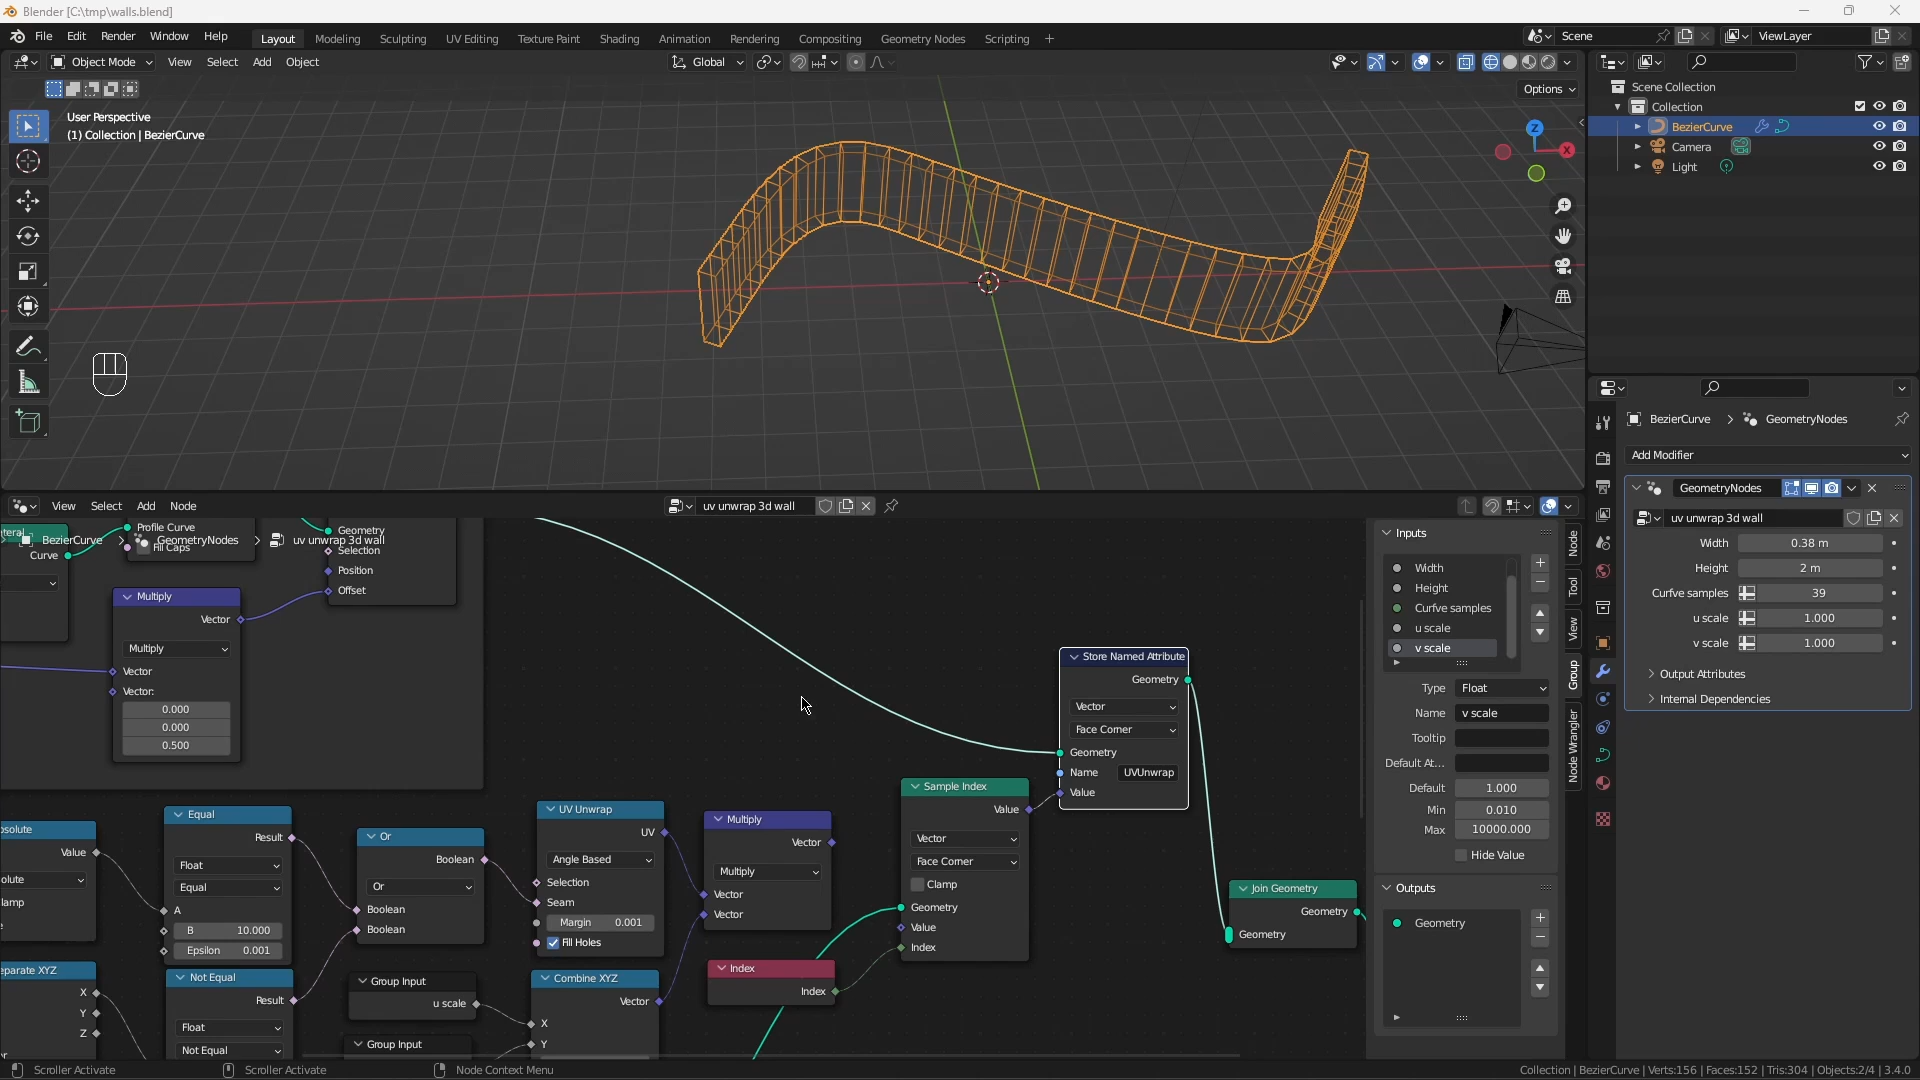 Blender [C:\tmp\walls.blend]
File Edit Render Window Help
Layout Modeling Sculpting UV Editing Texture Paint Shading Animation Rendering Compositing Geometry Nodes Scripting +
Scene
ViewLayer
Object Mode View Select Add Object
Global
Options
User Perspective
(1) Collection | BezierCurve
Z
X
Scene Collection
Collection
BezierCurve
Camera
Light
BezierCurve > GeometryNodes
Add Modifier
GeometryNodes
uv unwrap 3d wall
Width 0.38 m
Height 2 m
Curfve samples 39
u scale 1.000
v scale 1.000
Output Attributes
Internal Dependencies
View Select Add Node
uv unwrap 3d wall
BezierCurve > GeometryNodes > uv unwrap 3d wall
Curve
Profile Curve
Fill Caps
Geometry
Selection
Position
Offset
Multiply
Vector
Multiply
Vector
Vector:
0.000
0.000
0.500
Value
Equal
Result
Float
Equal
A
B 10.000
Epsilon 0.001
Not Equal
Result
Float
Not Equal
eparate XYZ
X
Y
Z
Or
Boolean
Or
Boolean
Boolean
Group Input
u scale
Group Input
UV Unwrap
UV
Angle Based
Selection
Seam
Margin 0.001
Fill Holes
Combine XYZ
Vector
X
Y
Multiply
Vector
Multiply
Vector
Vector
Index
Index
Sample Index
Value
Vector
Face Corner
Clamp
Geometry
Value
Index
Store Named Attribute
Geometry
Vector
Face Corner
Geometry
Name UVUnwrap
Value
Join Geometry
Geometry
Geometry
Inputs
Width
Height
Curfve samples
u scale
v scale
Type Float
Name v scale
Tooltip
Default At...
Default 1.000
Min 0.010
Max 10000.000
Hide Value
Outputs
Geometry
Node
Tool
View
Group
Node Wrangler
Scroller Activate
Scroller Activate
Node Context Menu
Collection | BezierCurve | Verts:156 | Faces:152 | Tris:304 | Objects:2/4 | 3.4.0